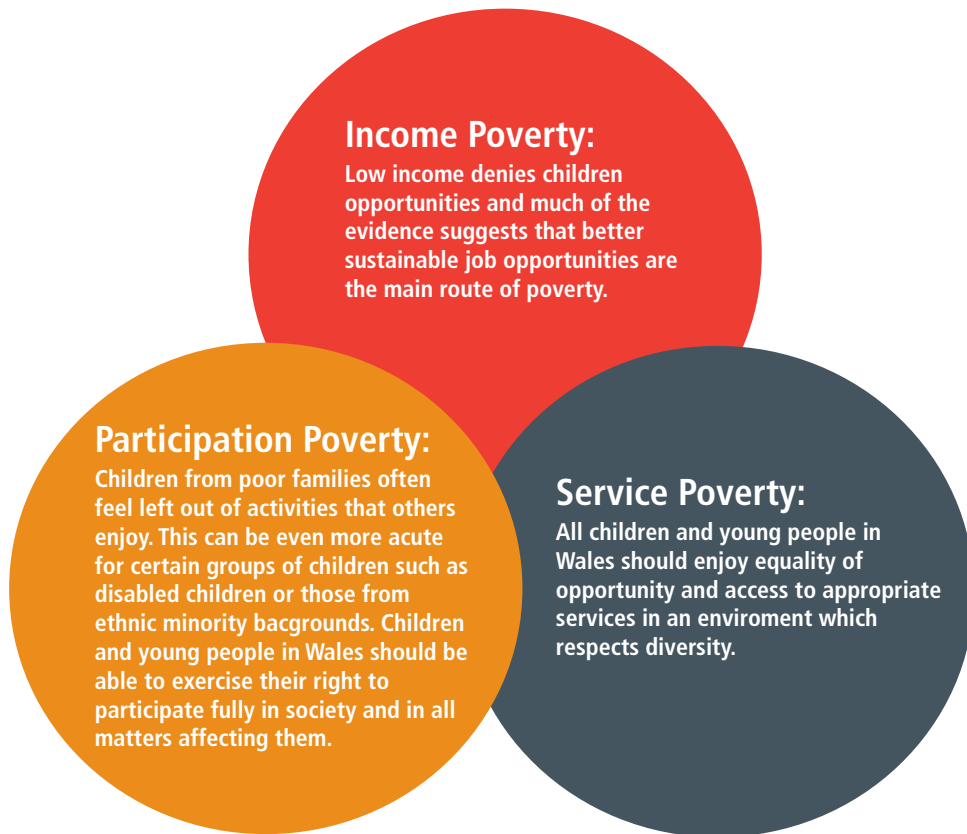 Income Poverty:
Low income denies children
opportunities and much of the
evidence suggests that better
sustainable job opportunities are
the main route of poverty.
Participation Poverty:
Children from poor families often
feel left out of activities that others
enjoy. This can be even more acute
for certain groups of children such as
disabled children or those from
ethnic minority bacgrounds. Children
and young people in Wales should be
able to exercise their right to
participate fully in society and in all
matters affecting them.
Service Poverty:
All children and young people in
Wales should enjoy equality of
opportunity and access to appropriate
services in an enviroment which
respects diversity.